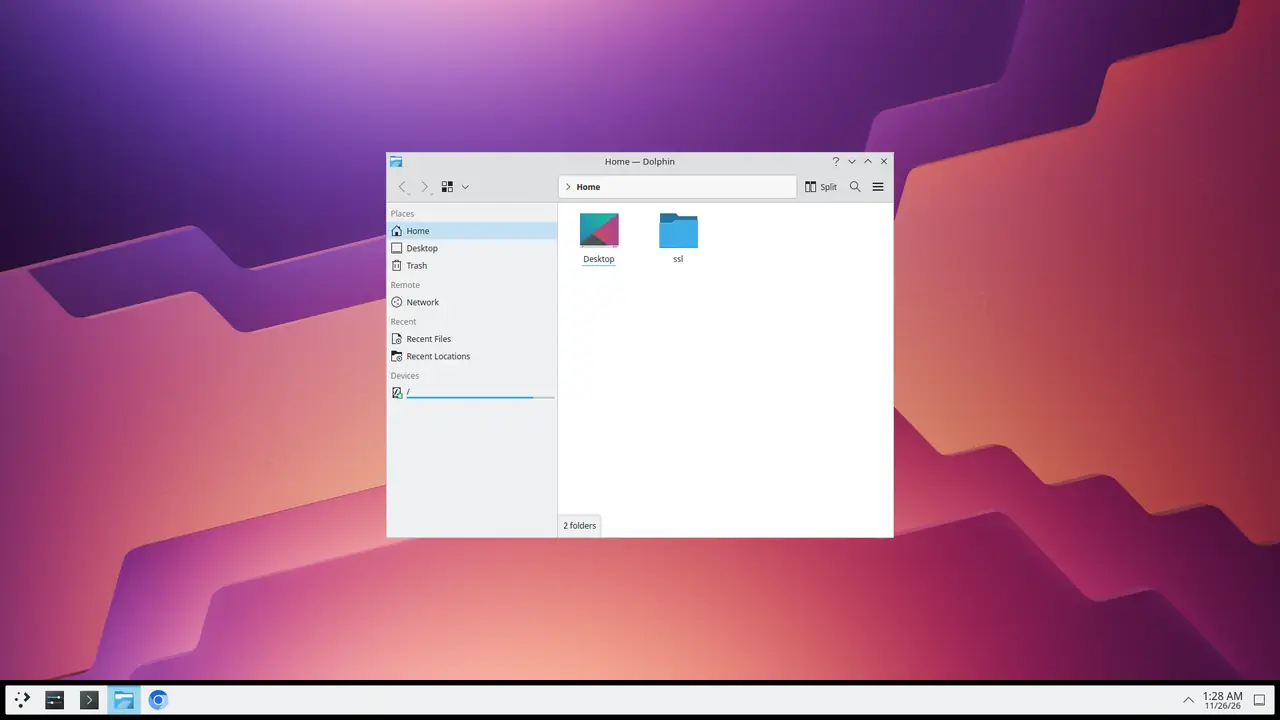 Home — Dolphin
Home
Split
Places
Home
Desktop
Trash
Remote
Network
Recent
Recent Files
Recent Locations
Devices
/
Desktop
ssl
2 folders
1:28 AM
11/26/26